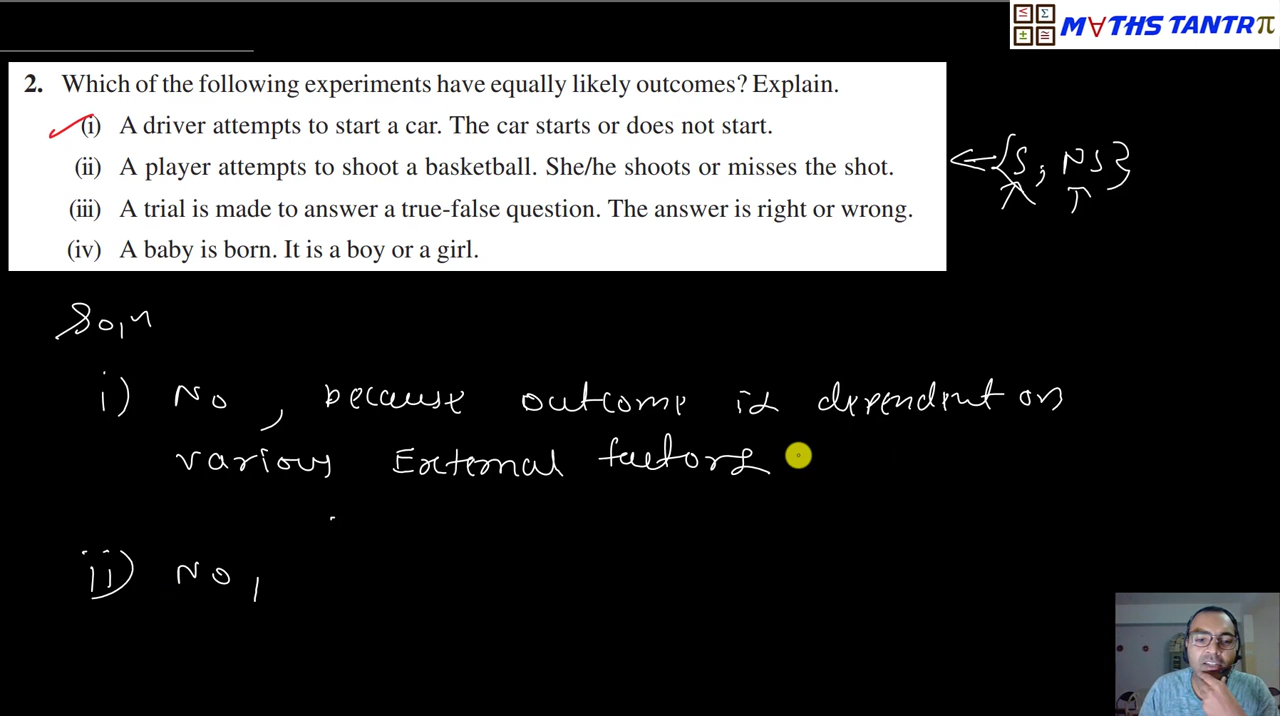 MATHS TANTRπ
2. Which of the following experiments have equally likely outcomes? Explain.
(i) A driver attempts to start a car. The car starts or does not start.
(ii) A player attempts to shoot a basketball. She/he shoots or misses the shot.
(iii) A trial is made to answer a true-false question. The answer is right or wrong.
(iv) A baby is born. It is a boy or a girl.
{S, NS}
Soln
i) No, because outcome is dependent on
various External factors
ii) No,